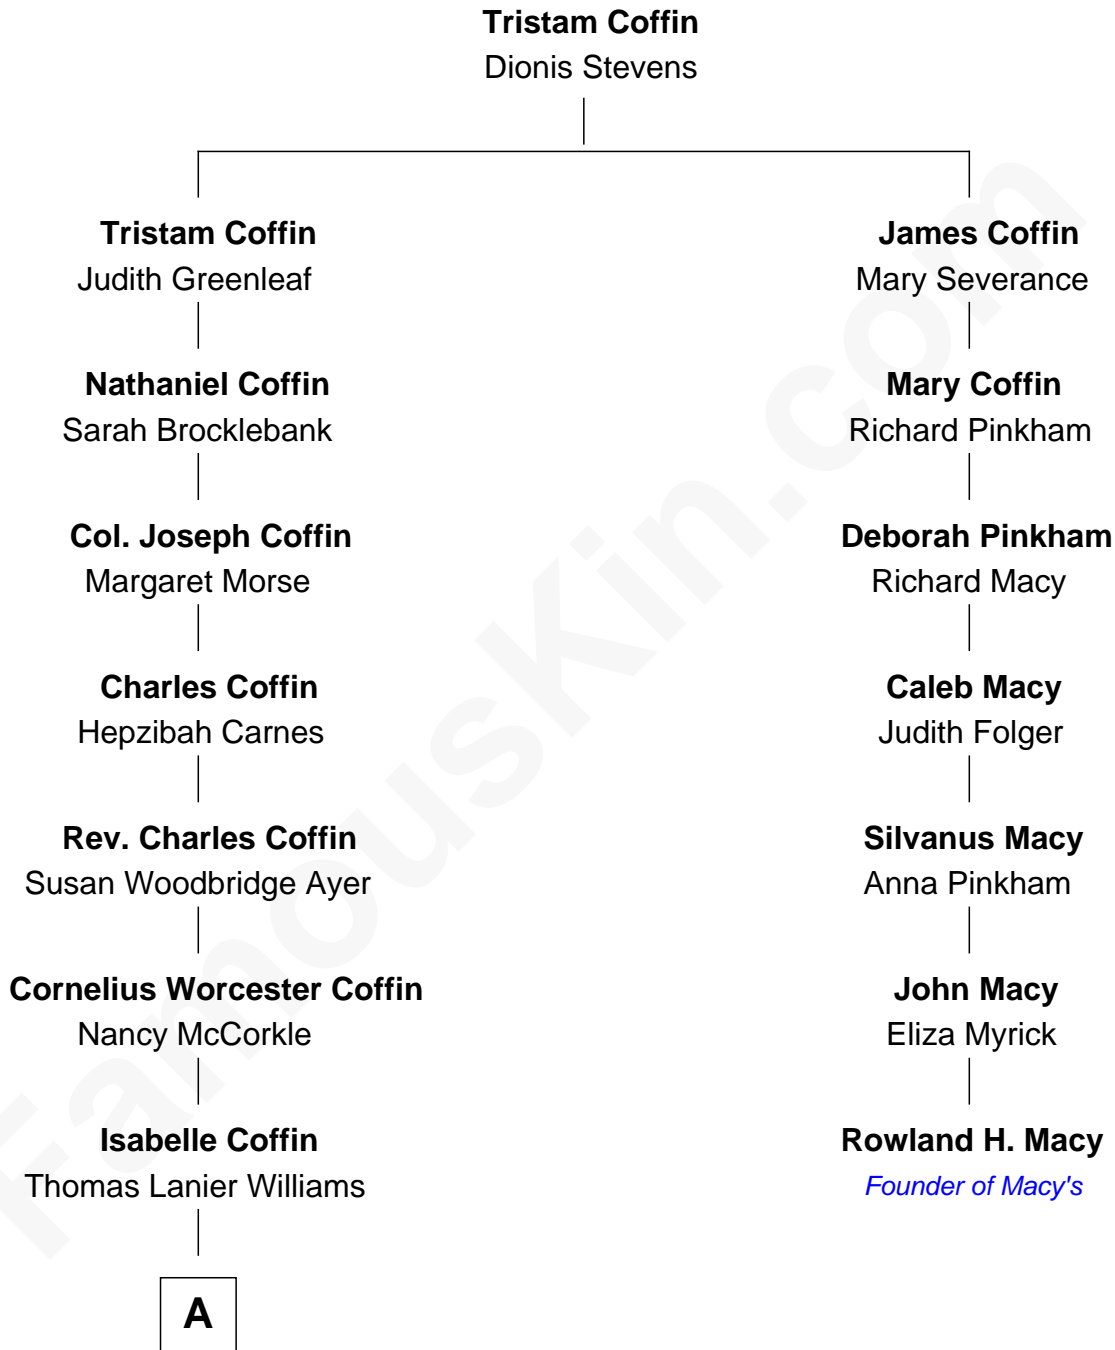 Tristam Coffin
Dionis Stevens
Tristam Coffin
Judith Greenleaf
James Coffin
Mary Severance
Nathaniel Coffin
Sarah Brocklebank
Mary Coffin
Richard Pinkham
Col. Joseph Coffin
Margaret Morse
Deborah Pinkham
Richard Macy
Charles Coffin
Hepzibah Carnes
Caleb Macy
Judith Folger
Rev. Charles Coffin
Susan Woodbridge Ayer
Silvanus Macy
Anna Pinkham
Cornelius Worcester Coffin
Nancy McCorkle
John Macy
Eliza Myrick
Isabelle Coffin
Thomas Lanier Williams
Rowland H. Macy
Founder of Macy's
A
FamousKin.com